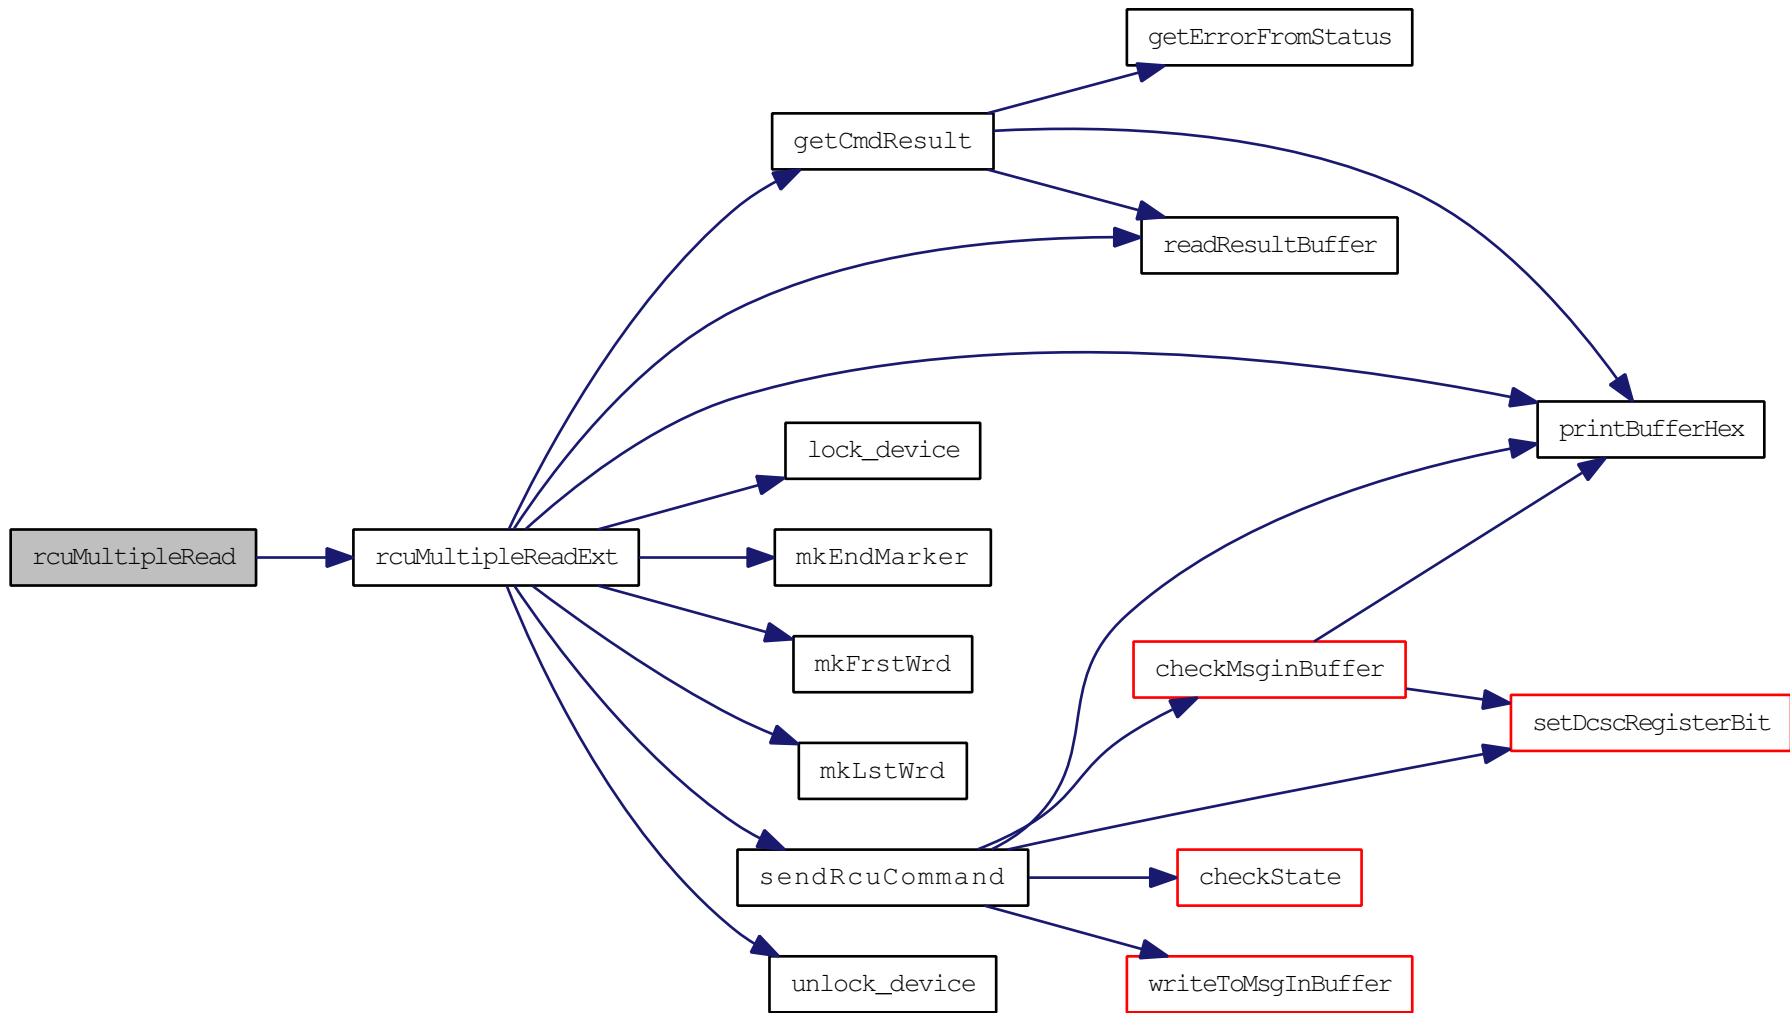 getErrorFromStatus
getCmdResult
readResultBuffer
printBufferHex
lock_device
rcuMultipleRead
rcuMultipleReadExt
mkEndMarker
mkFrstWrd
checkMsginBuffer
setDcscRegisterBit
mkLstWrd
sendRcuCommand
checkState
unlock_device
writeToMsgInBuffer